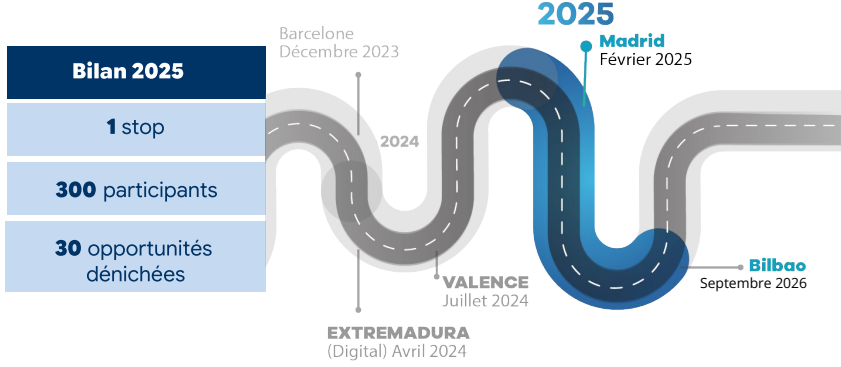 Bilan 2025
1 stop
300 participants
30 opportunités
dénichées
Barcelone
Décembre 2023
2024
EXTREMADURA
(Digital) Avril 2024
VALENCE
Juillet 2024
2025
Madrid
Février 2025
Bilbao
Septembre 2026